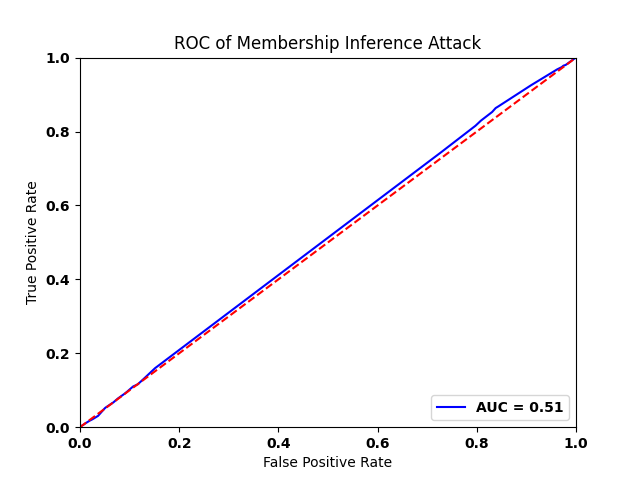 ROC of Membership Inference Attack
True Positive Rate
1.0
0.8
0.6
0.4
0.2
0.0
AUC = 0.51
0.0 0.2 0.4 0.6 0.8 1.0
False Positive Rate